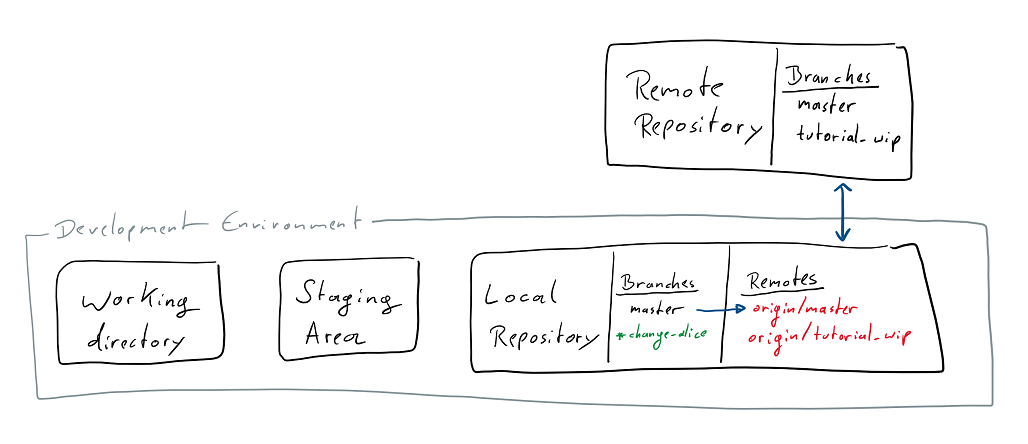 Remote
Repository
Branches
master
tutorial_wip
Development Environment
Working
directory
Staging
Area
Local
Repository
Branches
master
*change-alice
Remotes
origin/master
origin/tutorial_wip